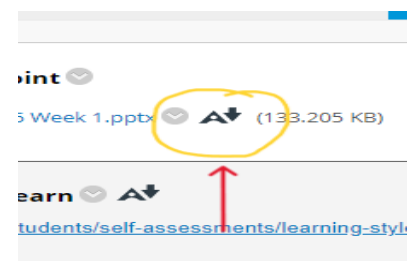 oint
5 Week 1.pptx (133.205 KB)
earn
tudents/self-assessments/learning-style